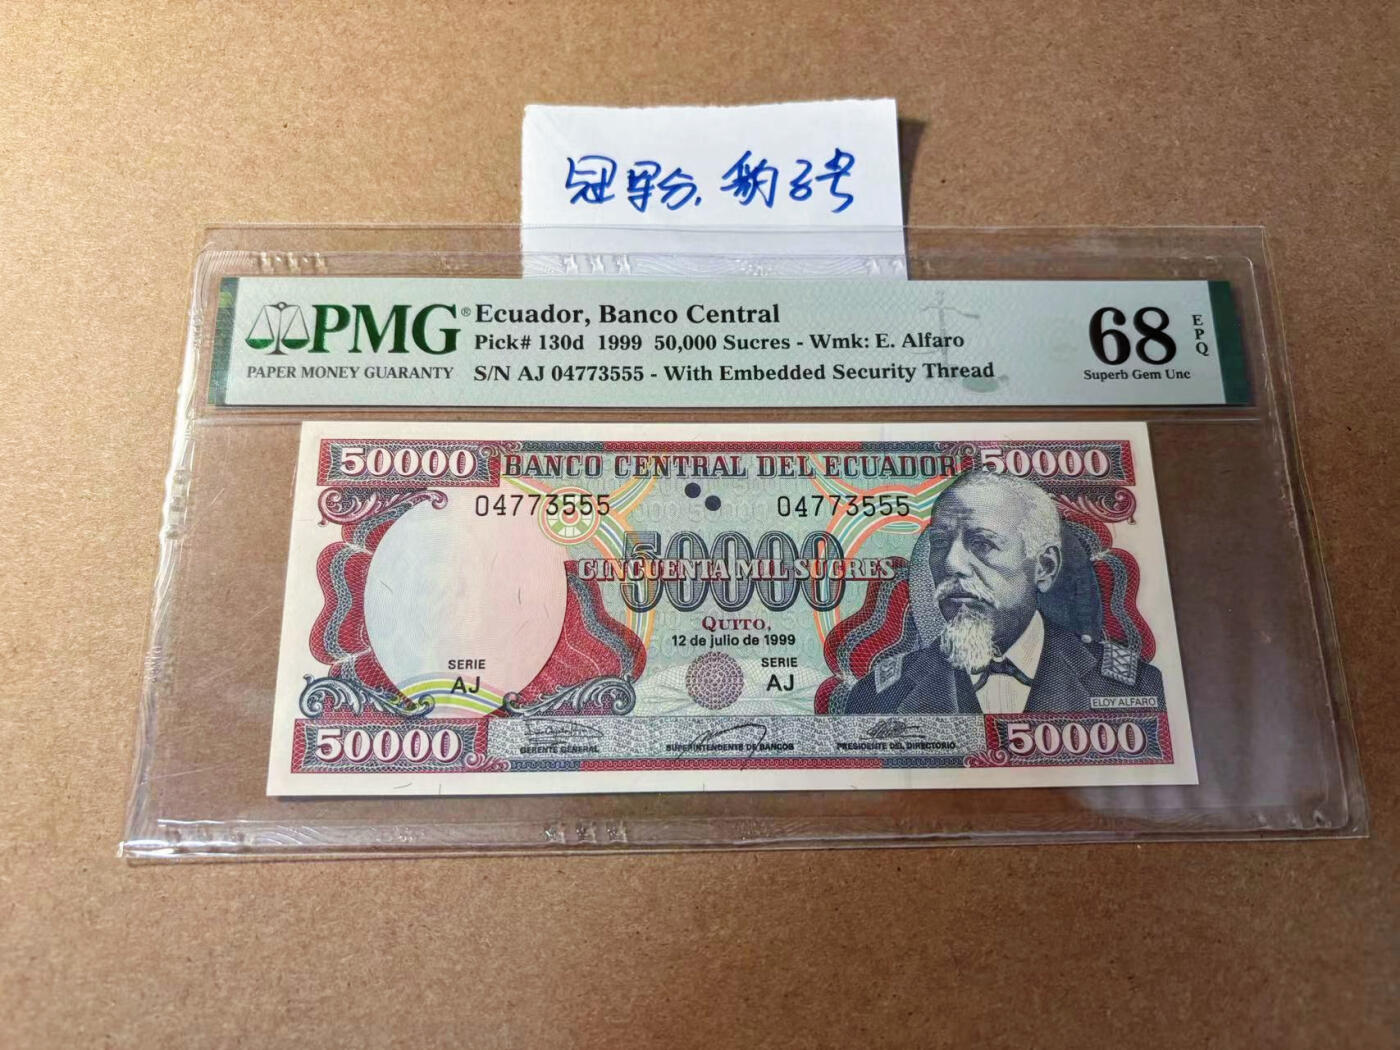 冠军分,豹子号
PMG® Ecuador, Banco Central
Pick# 130d 1999 50,000 Sucres - Wmk: E. Alfaro
PAPER MONEY GUARANTY S/N AJ 04773555 - With Embedded Security Thread
68 EPQ
Superb Gem Unc
50000 BANCO CENTRAL DEL ECUADOR 50000
04773555 04773555
50000
CINCUENTA MIL SUCRES
QUITO,
12 de julio de 1999
SERIE SERIE
AJ AJ
ELOY ALFARO
50000 50000
GERENTE GENERAL SUPERINTENDENTE DE BANCOS PRESIDENTE DEL DIRECTORIO